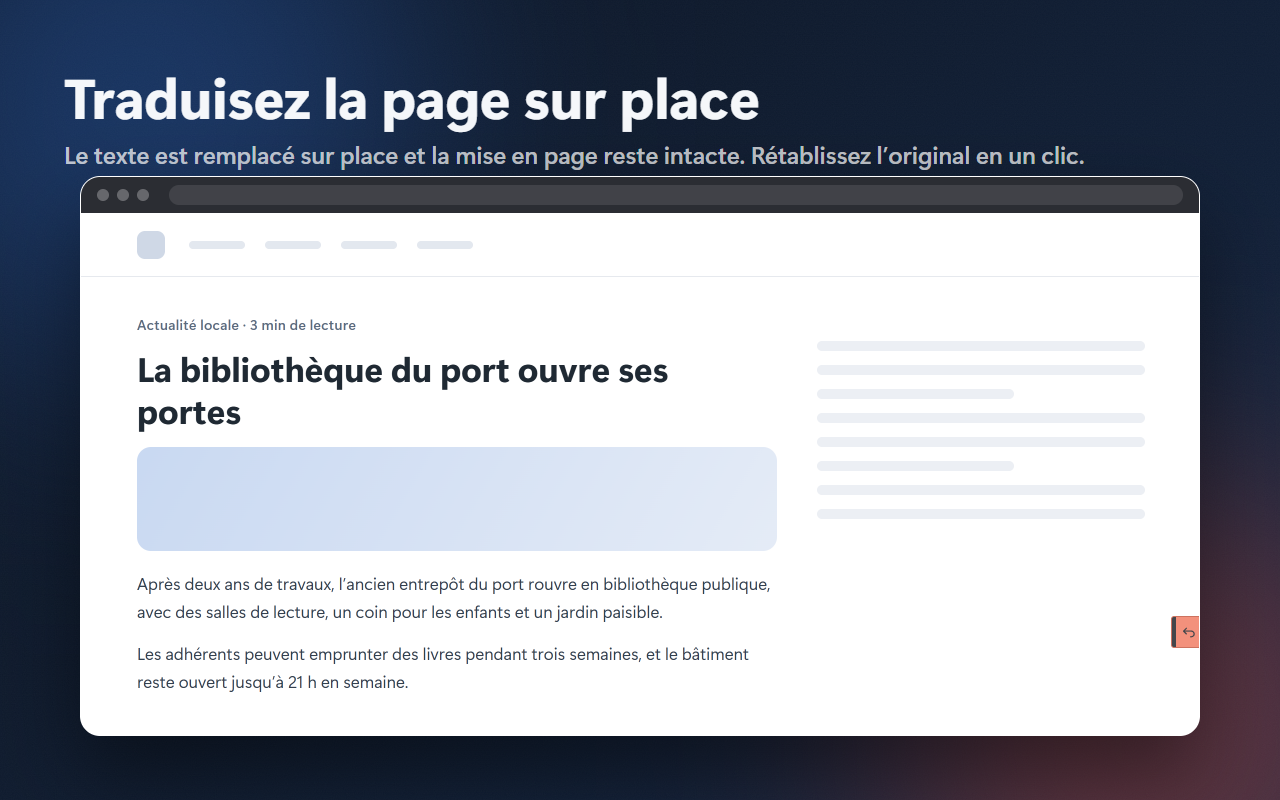 Traduisez la page sur place
Le texte est remplacé sur place et la mise en page reste intacte. Rétablissez l’original en un clic.
Actualité locale · 3 min de lecture
La bibliothèque du port ouvre ses
portes
Après deux ans de travaux, l’ancien entrepôt du port rouvre en bibliothèque publique,
avec des salles de lecture, un coin pour les enfants et un jardin paisible.
Les adhérents peuvent emprunter des livres pendant trois semaines, et le bâtiment
reste ouvert jusqu’à 21 h en semaine.